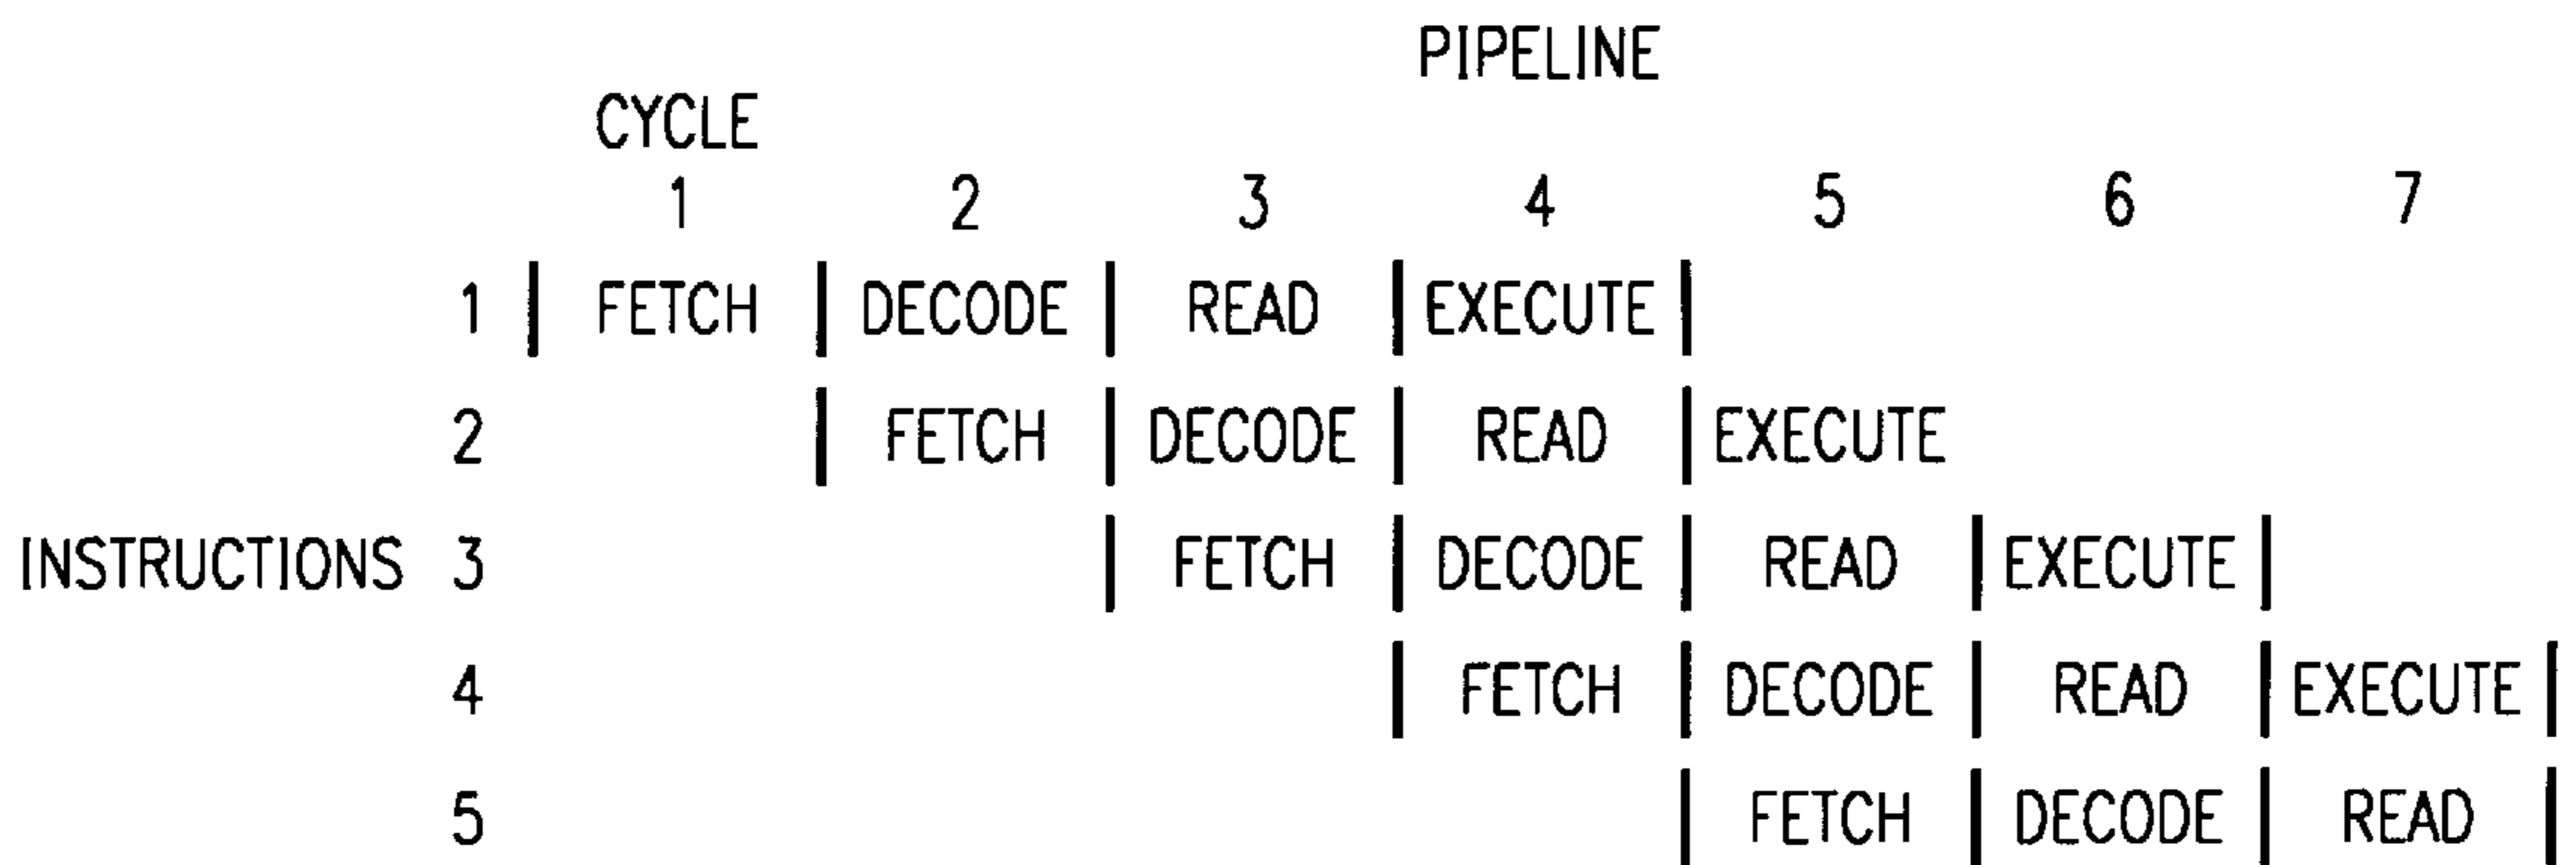 PIPELINE
CYCLE
1 2 3 4 5 6 7
1 | FETCH | DECODE | READ | EXECUTE |
2 | FETCH | DECODE | READ | EXECUTE
INSTRUCTIONS 3 | FETCH | DECODE | READ | EXECUTE |
4 | FETCH | DECODE | READ | EXECUTE |
5 | FETCH | DECODE | READ |